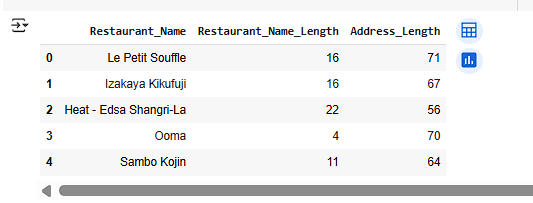 Restaurant_Name Restaurant_Name_Length Address_Length
0 Le Petit Souffle 16 71
1 Izakaya Kikufuji 16 67
2 Heat - Edsa Shangri-La 22 56
3 Ooma 4 70
4 Sambo Kojin 11 64